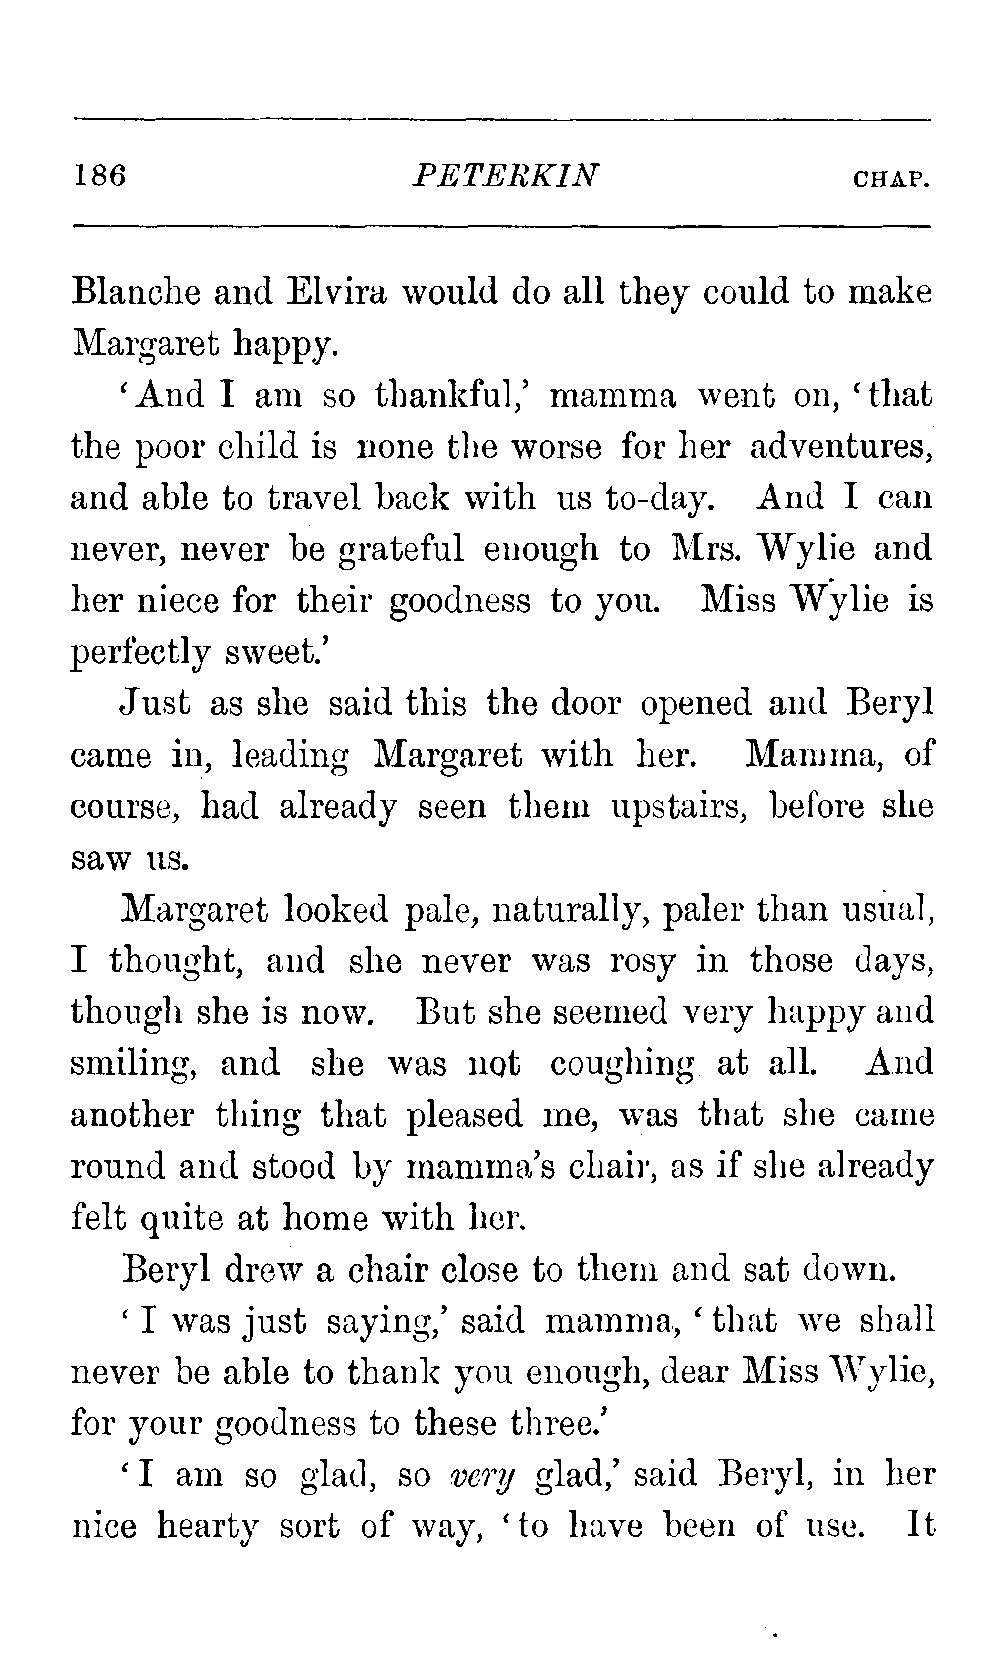 186 PETERKIN CHAP.
Blanche and Elvira would do all they could to make
Margaret happy.
‘And I am so thankful,’ mamma went on, ‘that
the poor child is none the worse for her adventures,
and able to travel back with us to-day. And I can
never, never be grateful enough to Mrs. Wylie and
her niece for their goodness to you. Miss Wylie is
perfectly sweet.’
Just as she said this the door opened and Beryl
came in, leading Margaret with her. Mamma, of
course, had already seen them upstairs, before she
saw us.
Margaret looked pale, naturally, paler than usual,
I thought, and she never was rosy in those days,
though she is now. But she seemed very happy and
smiling, and she was not coughing at all. And
another thing that pleased me, was that she came
round and stood by mamma’s chair, as if she already
felt quite at home with her.
Beryl drew a chair close to them and sat down.
‘I was just saying,’ said mamma, ‘that we shall
never be able to thank you enough, dear Miss Wylie,
for your goodness to these three.’
‘I am so glad, so very glad,’ said Beryl, in her
nice hearty sort of way, ‘to have been of use. It